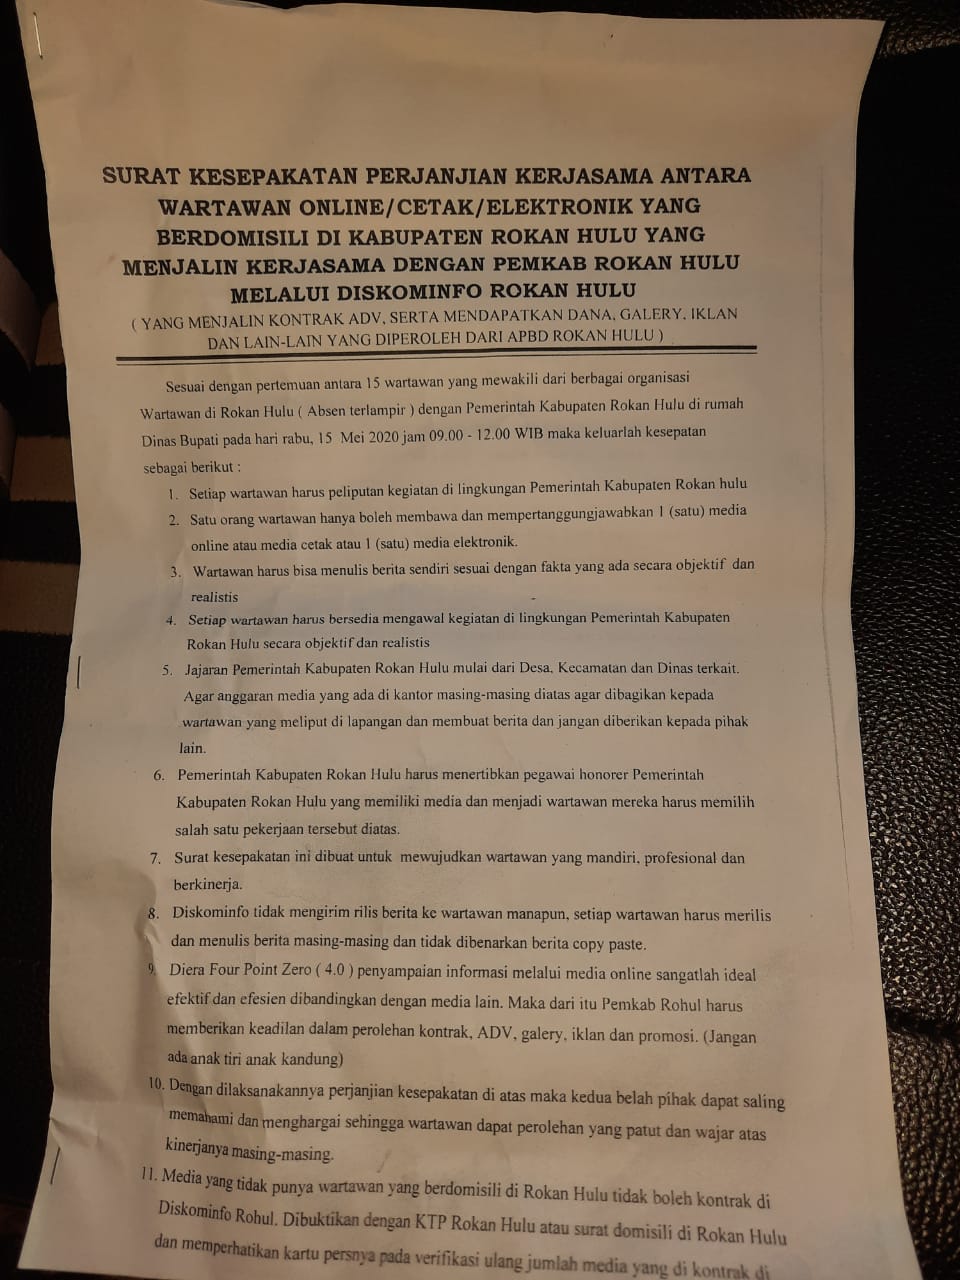 SURAT KESEPAKATAN PERJANJIAN KERJASAMA ANTARA
WARTAWAN ONLINE/CETAK/ELEKTRONIK YANG
BERDOMISILI DI KABUPATEN ROKAN HULU YANG
MENJALIN KERJASAMA DENGAN PEMKAB ROKAN HULU
MELALUI DISKOMINFO ROKAN HULU
( YANG MENJALIN KONTRAK ADV, SERTA MENDAPATKAN DANA, GALERY, IKLAN
DAN LAIN-LAIN YANG DIPEROLEH DARI APBD ROKAN HULU )
Sesuai dengan pertemuan antara 15 wartawan yang mewakili dari berbagai organisasi
Wartawan di Rokan Hulu ( Absen terlampir ) dengan Pemerintah Kabupaten Rokan Hulu di rumah
Dinas Bupati pada hari rabu, 15 Mei 2020 jam 09.00 - 12.00 WIB maka keluarlah kesepatan
sebagai berikut :
1. Setiap wartawan harus peliputan kegiatan di lingkungan Pemerintah Kabupaten Rokan hulu
2. Satu orang wartawan hanya boleh membawa dan mempertanggungjawabkan 1 (satu) media
online atau media cetak atau 1 (satu) media elektronik.
3. Wartawan harus bisa menulis berita sendiri sesuai dengan fakta yang ada secara objektif dan
realistis
4. Setiap wartawan harus bersedia mengawal kegiatan di lingkungan Pemerintah Kabupaten
Rokan Hulu secara objektif dan realistis
5. Jajaran Pemerintah Kabupaten Rokan Hulu mulai dari Desa, Kecamatan dan Dinas terkait.
Agar anggaran media yang ada di kantor masing-masing diatas agar dibagikan kepada
wartawan yang meliput di lapangan dan membuat berita dan jangan diberikan kepada pihak
lain.
6. Pemerintah Kabupaten Rokan Hulu harus menertibkan pegawai honorer Pemerintah
Kabupaten Rokan Hulu yang memiliki media dan menjadi wartawan mereka harus memilih
salah satu pekerjaan tersebut diatas.
7. Surat kesepakatan ini dibuat untuk mewujudkan wartawan yang mandiri, profesional dan
berkinerja.
8. Diskominfo tidak mengirim rilis berita ke wartawan manapun, setiap wartawan harus merilis
dan menulis berita masing-masing dan tidak dibenarkan berita copy paste.
9. Diera Four Point Zero ( 4.0 ) penyampaian informasi melalui media online sangatlah ideal
efektif dan efesien dibandingkan dengan media lain. Maka dari itu Pemkab Rohul harus
memberikan keadilan dalam perolehan kontrak, ADV, galery, iklan dan promosi. (Jangan
ada anak tiri anak kandung)
10. Dengan dilaksanakannya perjanjian kesepakatan di atas maka kedua belah pihak dapat saling
memahami dan menghargai sehingga wartawan dapat perolehan yang patut dan wajar atas
kinerjanya masing-masing.
11. Media yang tidak punya wartawan yang berdomisili di Rokan Hulu tidak boleh kontrak di
Diskominfo Rohul. Dibuktikan dengan KTP Rokan Hulu atau surat domisili di Rokan Hulu
dan memperhatikan kartu persnya pada verifikasi ulang jumlah media yang di kontrak di